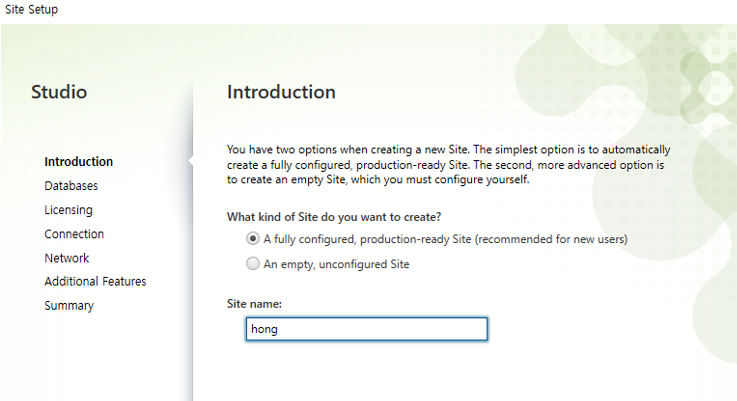 Site Setup
Studio
Introduction
Databases
Licensing
Connection
Network
Additional Features
Summary
Introduction
You have two options when creating a new Site. The simplest option is to automatically
create a fully configured, production-ready Site. The second, more advanced option is
to create an empty Site, which you must configure yourself.
What kind of Site do you want to create?
A fully configured, production-ready Site (recommended for new users)
An empty, unconfigured Site
Site name:
hong